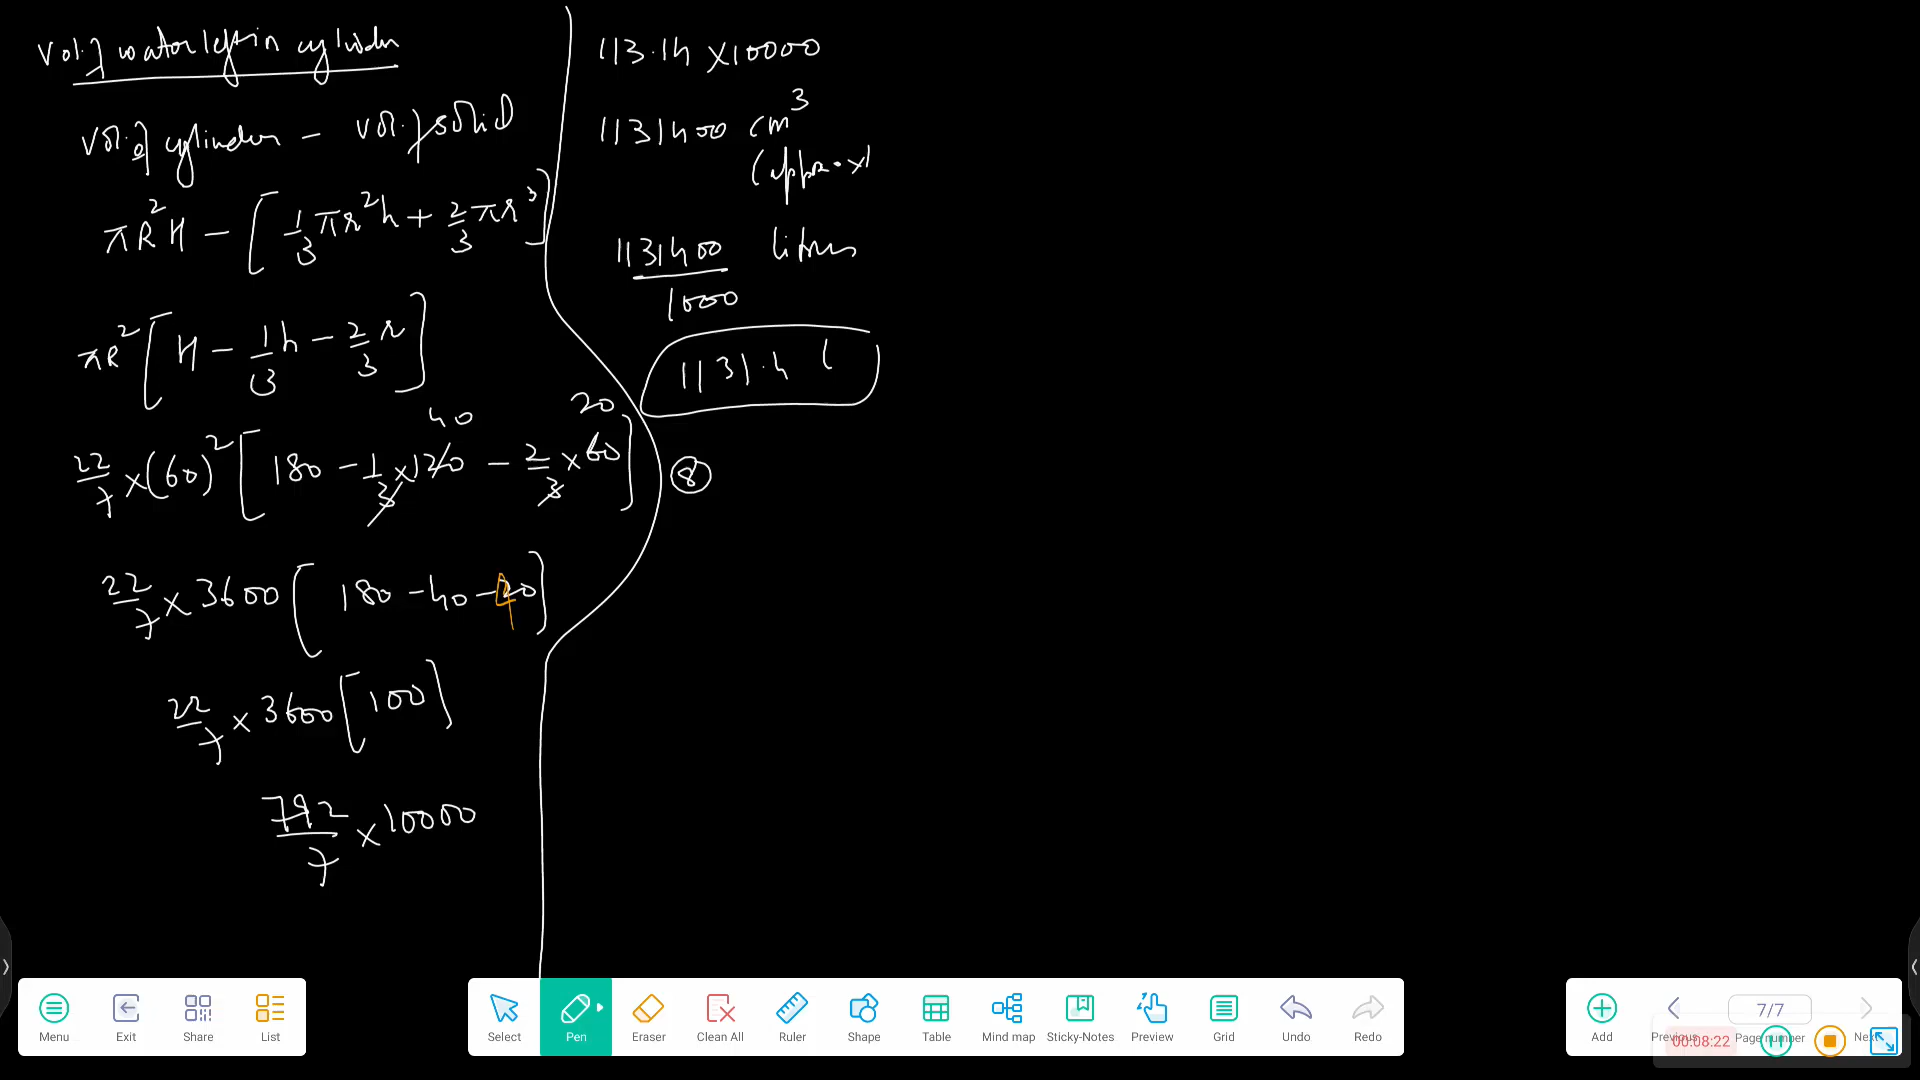 Vol. of water left in cylinder
Vol. of cylinder - vol. of solid
πR²H - [1/3 πr²h + 2/3 πr³]
πR² [H - 1/3 h - 2/3 r]
40
20
22/7 × (60)² [180 - 1/3 × 120 - 2/3 × 60]
22/7 × 3600 [180 - 40 - 40]
22/7 × 3600 [100]
792/7 × 10000
113.14 × 10000
1131400 cm³
(approx)
1131400/1000 litres
1131.4 l
8
Menu
Exit
Share
List
Select
Pen
Eraser
Clean All
Ruler
Shape
Table
Mind map
Sticky-Notes
Preview
Grid
Undo
Redo
Add
7/7
Page number
00:08:22